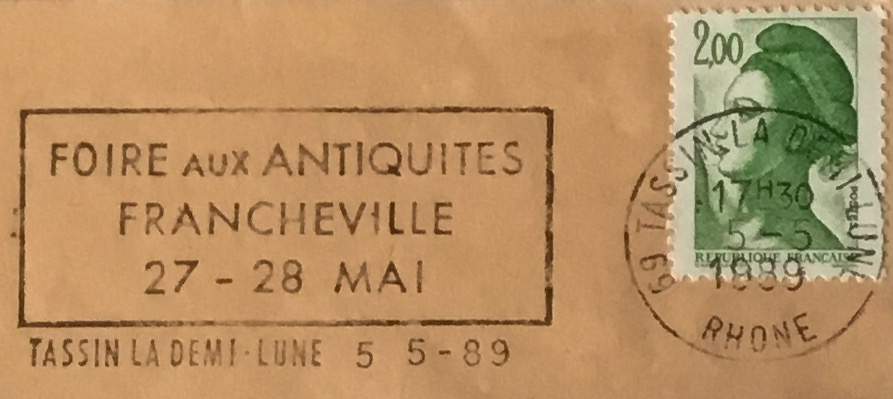 FOIRE AUX ANTIQUITES
FRANCHEVILLE
27 - 28 MAI
TASSIN LA DEMI-LUNE 5 5-89
2,00
POSTES
REPUBLIQUE FRANCAISE
69 TASSIN LA DEMI LUNE
17H30
5-5
1989
RHONE